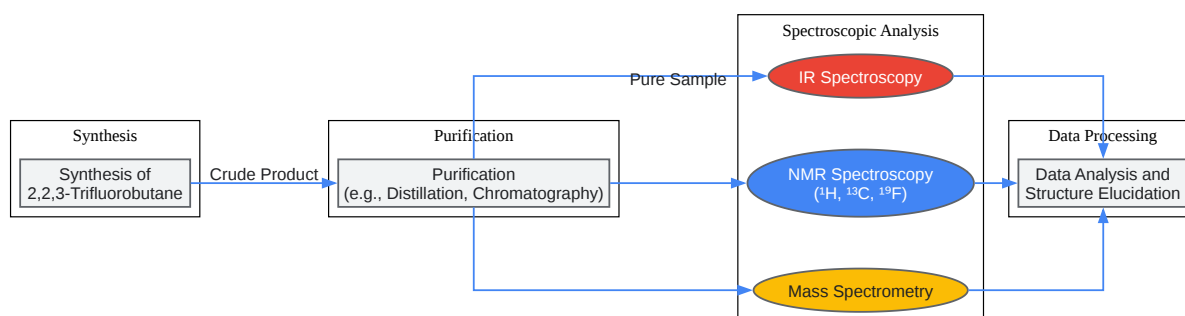 Synthesis
Synthesis of
2,2,3-Trifluorobutane
Crude Product
Purification
Purification
(e.g., Distillation, Chromatography)
Pure Sample
Spectroscopic Analysis
IR Spectroscopy
NMR Spectroscopy
(¹H, ¹³C, ¹⁹F)
Mass Spectrometry
Data Processing
Data Analysis and
Structure Elucidation